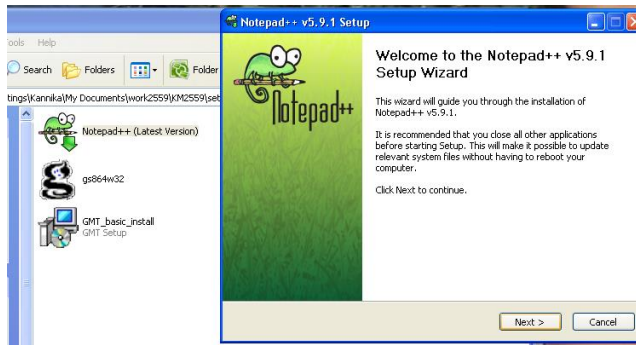 Notepad++ v5.9.1 Setup
ools Help
Search Folders Folder
tings\Kannika\My Documents\work2559\KM2559\set
Notepad++ (Latest Version)
gs864w32
GMT_basic_install
GMT Setup
Notepad++
Welcome to the Notepad++ v5.9.1
Setup Wizard
This wizard will guide you through the installation of
Notepad++ v5.9.1.
It is recommended that you close all other applications
before starting Setup. This will make it possible to update
relevant system files without having to reboot your
computer.
Click Next to continue.
Next > Cancel